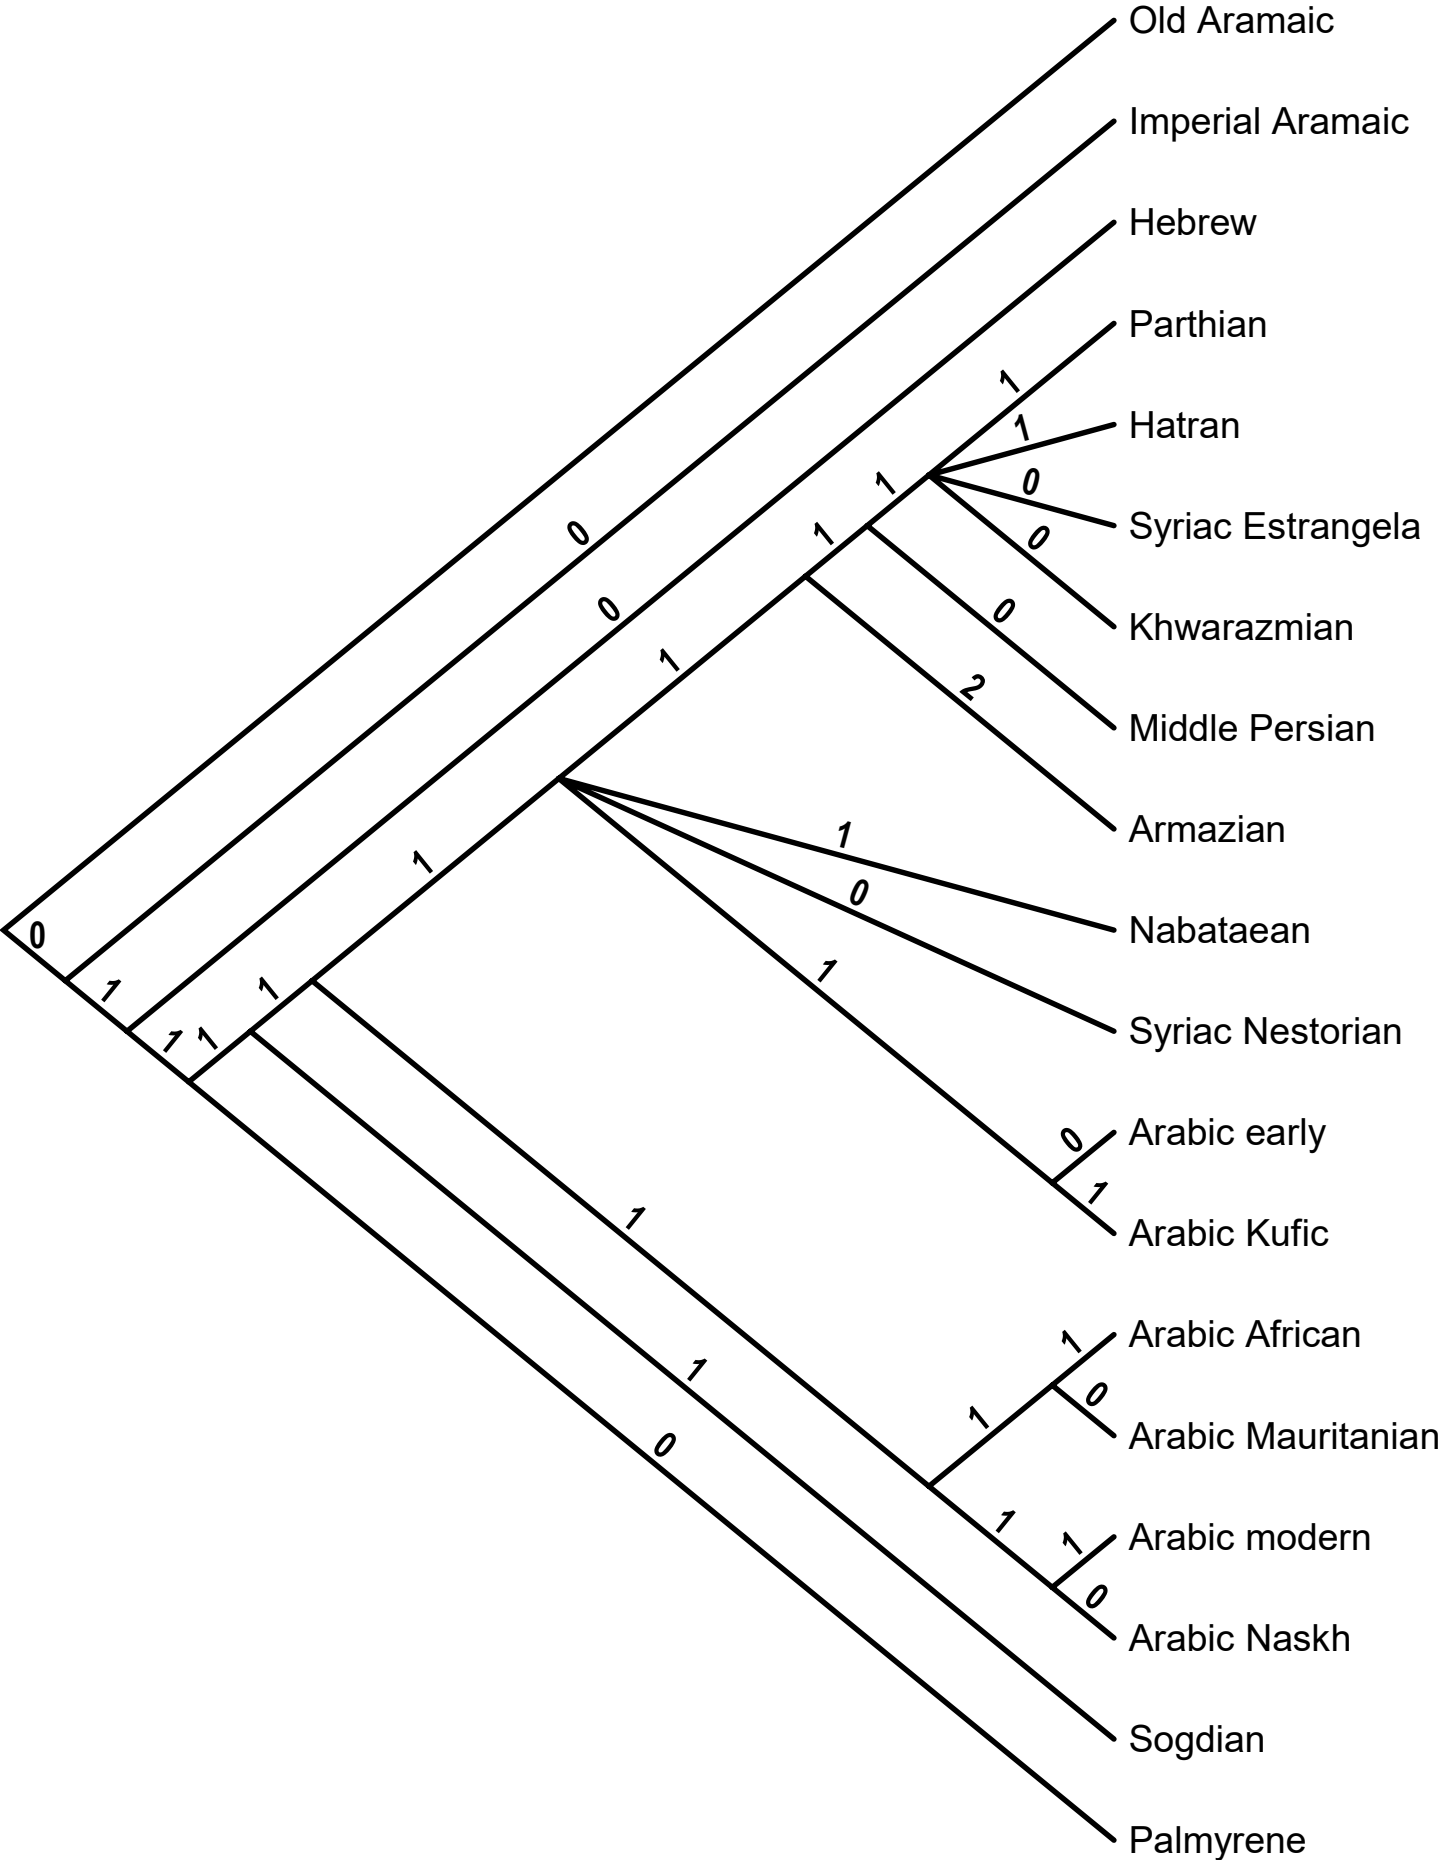 Old Aramaic
Imperial Aramaic
Hebrew
Parthian
1
Hatran
1
0
1
Syriac Estrangela
0
1
0
Khwarazmian
0
0
1
2
Middle Persian
Armazian
1
1
0
Nabataean
0
1
1
1
Syriac Nestorian
1
1
0
Arabic early
1
Arabic Kufic
1
1
Arabic African
1
0
1
Arabic Mauritanian
0
1
1
Arabic modern
0
Arabic Naskh
Sogdian
Palmyrene